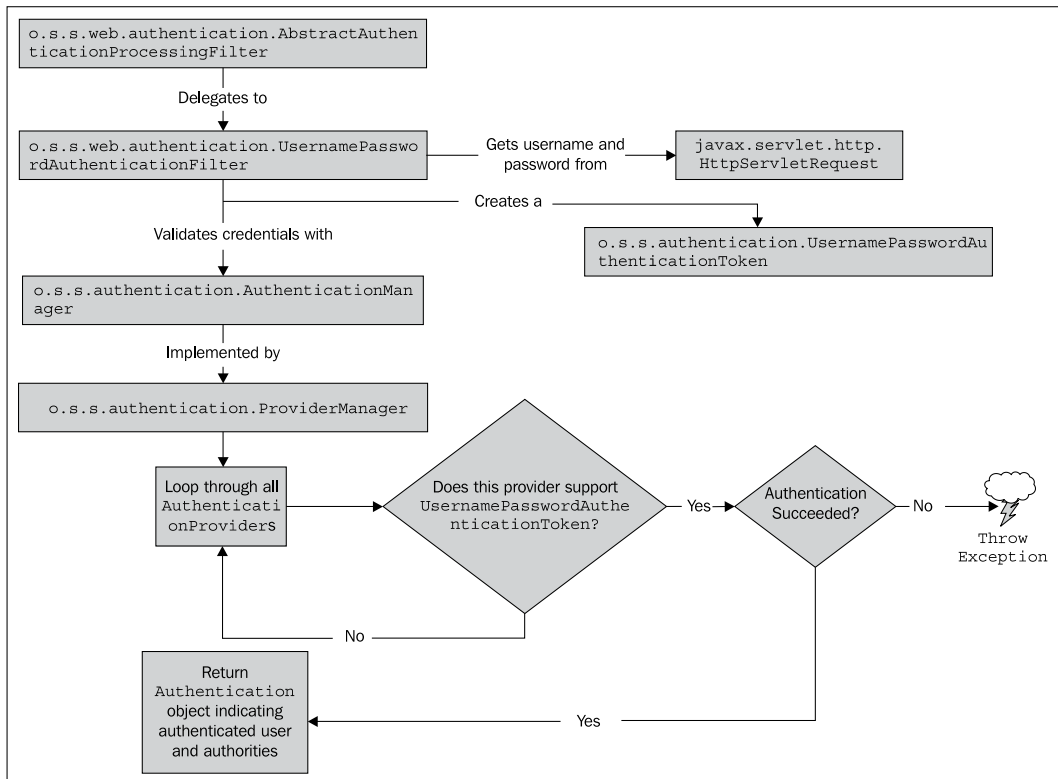 o.s.s.web.authentication.AbstractAuthen
ticationProcessingFilter
Delegates to
o.s.s.web.authentication.UsernamePasswo
rdAuthenticationFilter
Gets username and
password from
javax.servlet.http.
HttpServletRequest
Creates a
Validates credentials with
o.s.s.authentication.UsernamePasswordAu
thenticationToken
o.s.s.authentication.AuthenticationMan
ager
Implemented by
o.s.s.authentication.ProviderManager
Loop through all
Authenticati
onProviders
Does this provider support
UsernamePasswordAuthe
nticationToken?
Yes
Authentication
Succeeded?
No
Throw
Exception
No
Return
Authentication
object indicating
authenticated user
and authorities
Yes